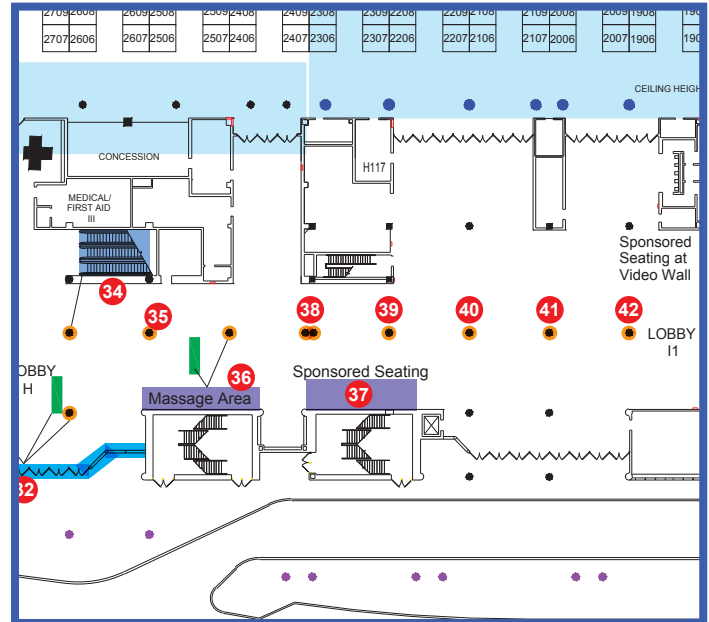 2709 2608 2609 2508 2509 2408 2409 2308 2309 2208 2209 2108 2109 2008 2009 1908
2707 2606 2607 2506 2507 2406 2407 2306 2307 2206 2207 2106 2107 2006 2007 1906
CEILING HEIGH
CONCESSION
H117
MEDICAL/
FIRST AID
III
Sponsored
Seating at
Video Wall
34
35
38
39
40
41
42
LOBBY
I1
OBBY
H
36
Massage Area
Sponsored Seating
37
32